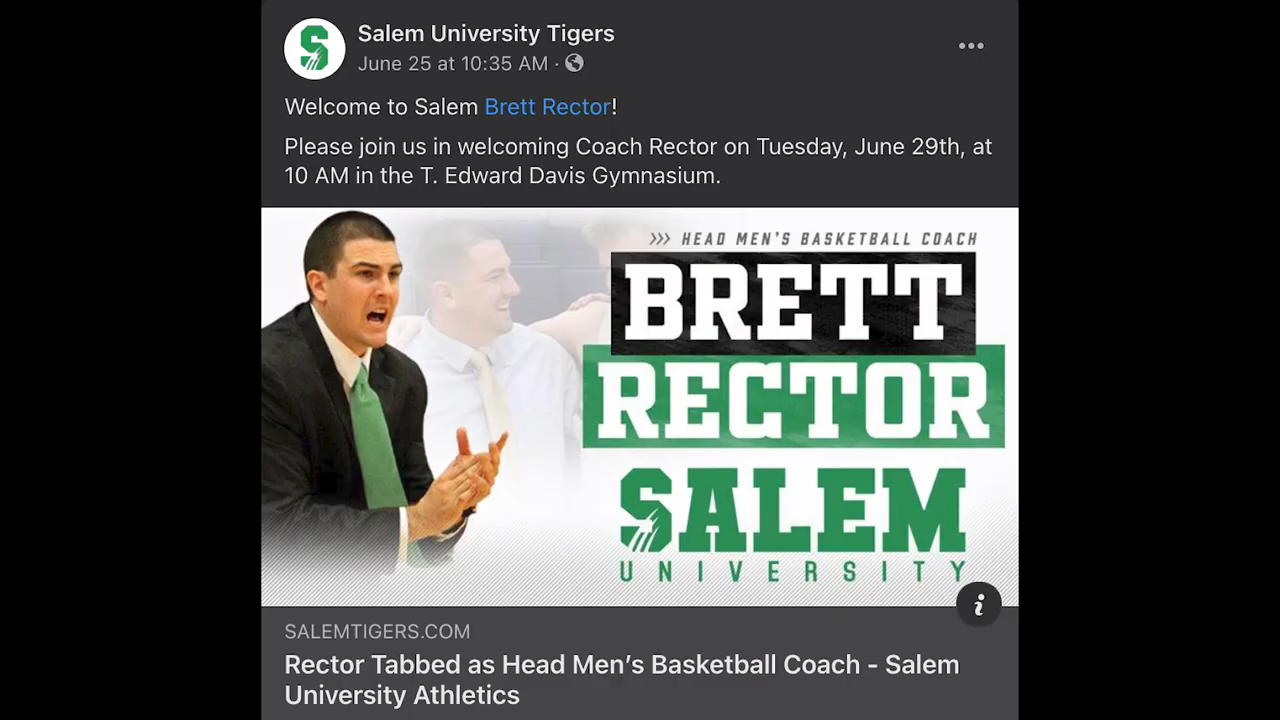 Salem University Tigers
June 25 at 10:35 AM ·
Welcome to Salem Brett Rector!
Please join us in welcoming Coach Rector on Tuesday, June 29th, at
10 AM in the T. Edward Davis Gymnasium.
>>> HEAD MEN'S BASKETBALL COACH
BRETT
RECTOR
SALEM
UNIVERSITY
SALEMTIGERS.COM
Rector Tabbed as Head Men’s Basketball Coach - Salem
University Athletics